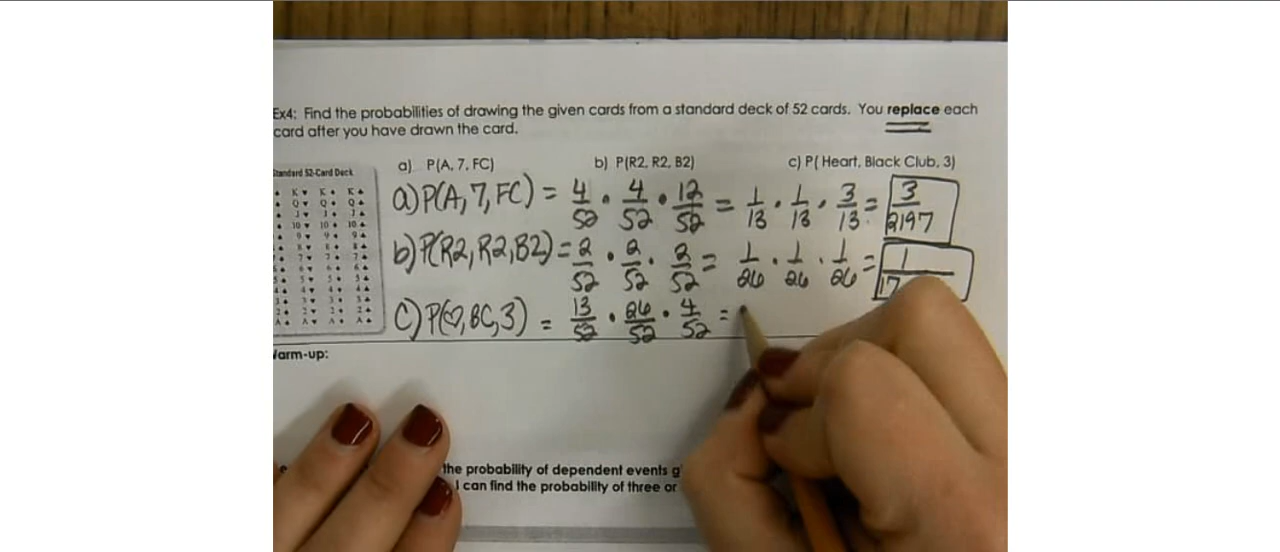 Ex4: Find the probabilities of drawing the given cards from a standard deck of 52 cards. You replace each
card after you have drawn the card.
a) P(A, 7, FC) b) P(R2, R2, B2) c) P( Heart, Black Club, 3)
Standard 52-Card Deck
K♥ K♦ K♠
Q♥ Q♦ Q♠
J♥ J♦ J♠
10♥ 10♦ 10♠
a) P(A, 7, FC) = 4/52 · 4/52 · 12/52 = 1/13 · 1/13 · 3/13 = 3/2197
b) P(R2, R2, B2) = 2/52 · 2/52 · 2/52 = 1/26 · 1/26 · 1/26 = 1/17
C) P(♡, BC, 3) = 13/52 · 26/52 · 4/52 =
Warm-up:
the probability of dependent events
I can find the probability of three or